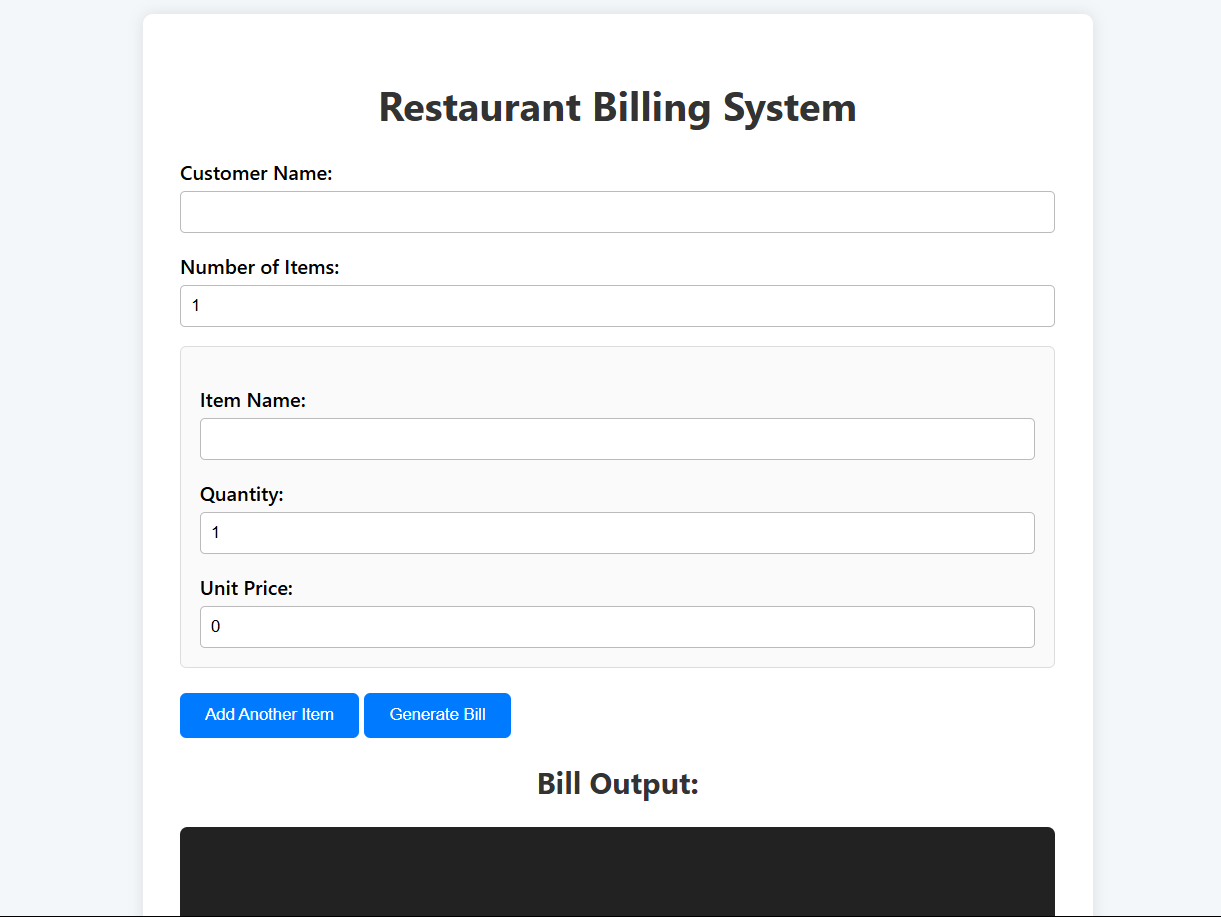 Restaurant Billing System
Customer Name:
Number of Items:
1
Item Name:
Quantity:
1
Unit Price:
0
Add Another Item Generate Bill
Bill Output: